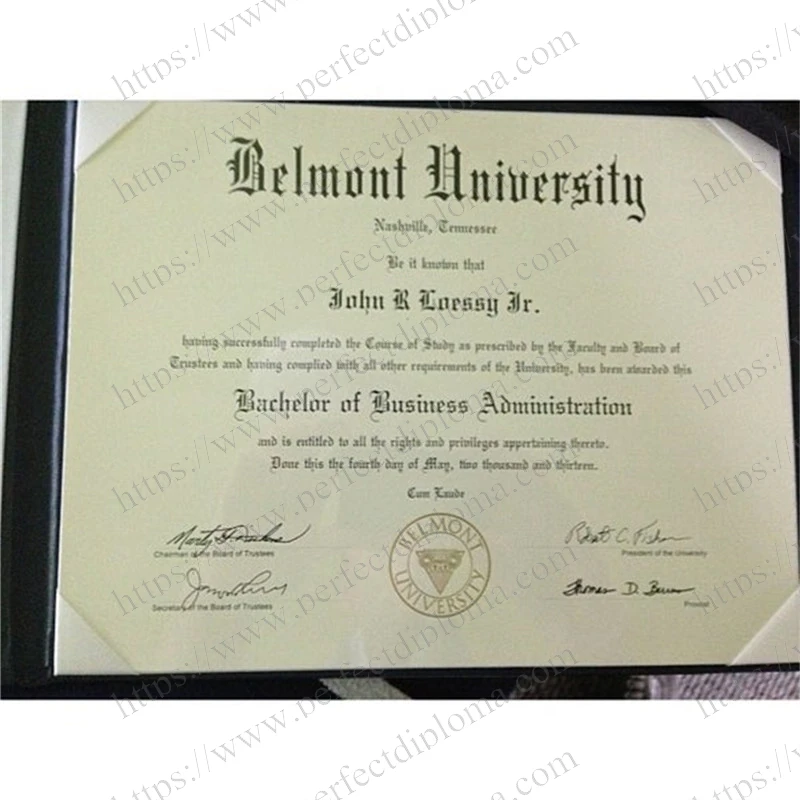 Belmont University
Nashville, Tennessee
Be it known that
John R Loessy Jr.
having successfully completed the Course of Study as prescribed by the Faculty and Board of
Trustees and having complied with all other requirements of the University, has been awarded this
Bachelor of Business Administration
and is entitled to all the rights and privileges appertaining thereto.
Done this the fourth day of May, two thousand and thirteen.
Cum Laude
Chairman of the Board of Trustees
President of the University
Secretary of the Board of Trustees
Provost
BELMONT UNIVERSITY
https://www.perfectdiploma.com